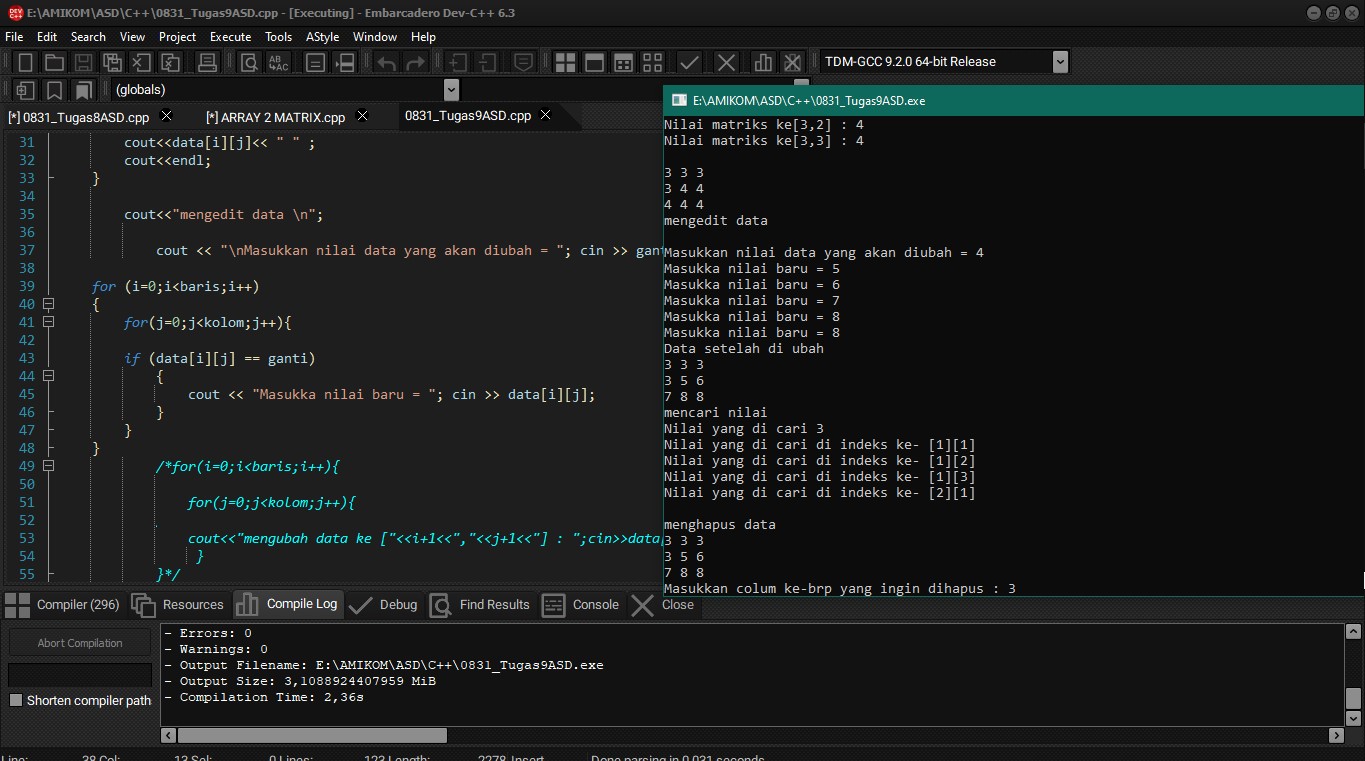 E:\AMIKOM\ASD\C++\0831_Tugas9ASD.cpp - [Executing] - Embarcadero Dev-C++ 6.3
File Edit Search View Project Execute Tools AStyle Window Help
TDM-GCC 9.2.0 64-bit Release
(globals)
[*] 0831_Tugas8ASD.cpp [*] ARRAY 2 MATRIX.cpp 0831_Tugas9ASD.cpp
31 cout<<data[i][j]<< " " ;
32 cout<<endl;
33 }
34
35 cout<<"mengedit data \n";
36
37 cout << "\nMasukkan nilai data yang akan diubah = "; cin >> gan
38
39 for (i=0;i<baris;i++)
40 {
41 for(j=0;j<kolom;j++){
42
43 if (data[i][j] == ganti)
44 {
45 cout << "Masukka nilai baru = "; cin >> data[i][j];
46 }
47 }
48 }
49 /*for(i=0;i<baris;i++){
50
51 for(j=0;j<kolom;j++){
52
53 cout<<"mengubah data ke ["<<i+1<<","<<j+1<<"] : ";cin>>data
54 }
55 }*/
E:\AMIKOM\ASD\C++\0831_Tugas9ASD.exe
Nilai matriks ke[3,2] : 4
Nilai matriks ke[3,3] : 4
3 3 3
3 4 4
4 4 4
mengedit data
Masukkan nilai data yang akan diubah = 4
Masukka nilai baru = 5
Masukka nilai baru = 6
Masukka nilai baru = 7
Masukka nilai baru = 8
Masukka nilai baru = 8
Data setelah di ubah
3 3 3
3 5 6
7 8 8
mencari nilai
Nilai yang di cari 3
Nilai yang di cari di indeks ke- [1][1]
Nilai yang di cari di indeks ke- [1][2]
Nilai yang di cari di indeks ke- [1][3]
Nilai yang di cari di indeks ke- [2][1]
menghapus data
3 3 3
3 5 6
7 8 8
Masukkan colum ke-brp yang ingin dihapus : 3
Compiler (296) Resources Compile Log Debug Find Results Console Close
Abort Compilation
Shorten compiler path
- Errors: 0
- Warnings: 0
- Output Filename: E:\AMIKOM\ASD\C++\0831_Tugas9ASD.exe
- Output Size: 3,1088924407959 MiB
- Compilation Time: 2,36s
Line: 38 Col: 13 Sel: 0 Lines: 123 Length: 2278 Insert Done parsing in 0.031 seconds